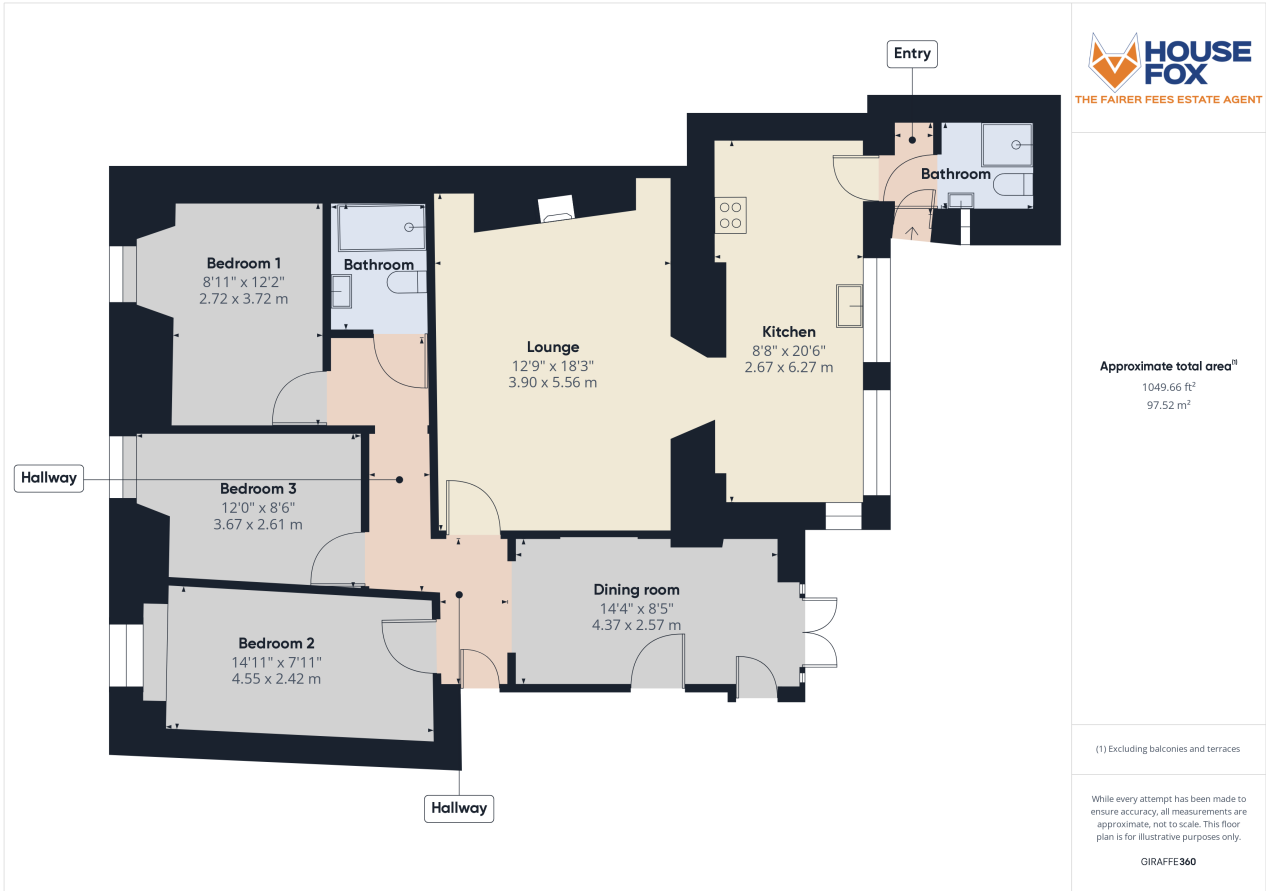 Entry
HOUSE
FOX
THE FAIRER FEES ESTATE AGENT
Bathroom
Bedroom 1
8'11" x 12'2"
2.72 x 3.72 m
Bathroom
Lounge
12'9" x 18'3"
3.90 x 5.56 m
Kitchen
8'8" x 20'6"
2.67 x 6.27 m
Approximate total area(1)
1049.66 ft²
97.52 m²
Hallway
Bedroom 3
12'0" x 8'6"
3.67 x 2.61 m
Dining room
14'4" x 8'5"
4.37 x 2.57 m
Bedroom 2
14'11" x 7'11"
4.55 x 2.42 m
Hallway
(1) Excluding balconies and terraces
While every attempt has been made to
ensure accuracy, all measurements are
approximate, not to scale. This floor
plan is for illustrative purposes only.
GIRAFFE360